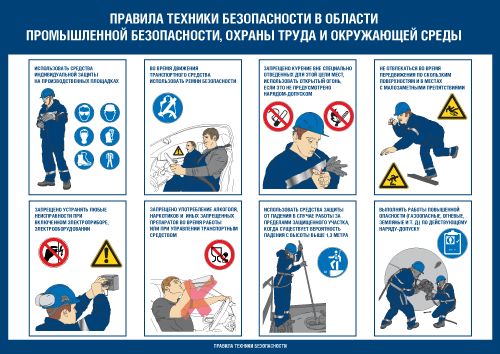 ПРАВИЛА ТЕХНИКИ БЕЗОПАСНОСТИ В ОБЛАСТИ
ПРОМЫШЛЕННОЙ БЕЗОПАСНОСТИ, ОХРАНЫ ТРУДА И ОКРУЖАЮЩЕЙ СРЕДЫ
ИСПОЛЬЗОВАТЬ СРЕДСТВА
ИНДИВИДУАЛЬНОЙ ЗАЩИТЫ
НА ПРОИЗВОДСТВЕННЫХ ПЛОЩАДКАХ
ВО ВРЕМЯ ДВИЖЕНИЯ
ТРАНСПОРТНОГО СРЕДСТВА
ИСПОЛЬЗОВАТЬ РЕМНИ БЕЗОПАСНОСТИ
ЗАПРЕЩЕНО КУРЕНИЕ ВНЕ СПЕЦИАЛЬНО
ОТВЕДЕННЫХ ДЛЯ ЭТОЙ ЦЕЛИ МЕСТ,
ИСПОЛЬЗОВАТЬ ОТКРЫТЫЙ ОГОНЬ,
ЕСЛИ ЭТО НЕ ПРЕДУСМОТРЕНО
НАРЯДОМ-ДОПУСКОМ
НЕ ОТВЛЕКАТЬСЯ ВО ВРЕМЯ
ПЕРЕДВИЖЕНИЯ ПО СКОЛЬЗКИМ
ПОВЕРХНОСТЯМ И В МЕСТАХ
С МАЛОЗАМЕТНЫМИ ПРЕПЯТСТВИЯМИ
ЗАПРЕЩЕНО УСТРАНЯТЬ ЛЮБЫЕ
НЕИСПРАВНОСТИ ПРИ
ВКЛЮЧЕННОМ ЭЛЕКТРОПРИБОРЕ,
ЭЛЕКТРООБОРУДОВАНИИ
ЗАПРЕЩЕНО УПОТРЕБЛЕНИЕ АЛКОГОЛЯ,
НАРКОТИКОВ И ИНЫХ ЗАПРЕЩЕННЫХ
ПРЕПАРАТОВ ВО ВРЕМЯ РАБОТЫ
ИЛИ ПРИ УПРАВЛЕНИИ ТРАНСПОРТНЫМ
СРЕДСТВОМ
ИСПОЛЬЗОВАТЬ СРЕДСТВА ЗАЩИТЫ
ОТ ПАДЕНИЯ В СЛУЧАЕ РАБОТЫ ЗА
ПРЕДЕЛАМИ ЗАЩИЩЕННОГО УЧАСТКА,
КОГДА СУЩЕСТВУЕТ ВЕРОЯТНОСТЬ
ПАДЕНИЯ С ВЫСОТЫ ВЫШЕ 1,3 МЕТРА
ВЫПОЛНЯТЬ РАБОТЫ ПОВЫШЕННОЙ
ОПАСНОСТИ (ГАЗООПАСНЫЕ, ОГНЕВЫЕ,
ЗЕМЛЯНЫЕ И Т. Д.) ПО ДЕЙСТВУЮЩЕМУ
НАРЯДУ-ДОПУСКУ
ПРАВИЛА ТЕХНИКИ БЕЗОПАСНОСТИ